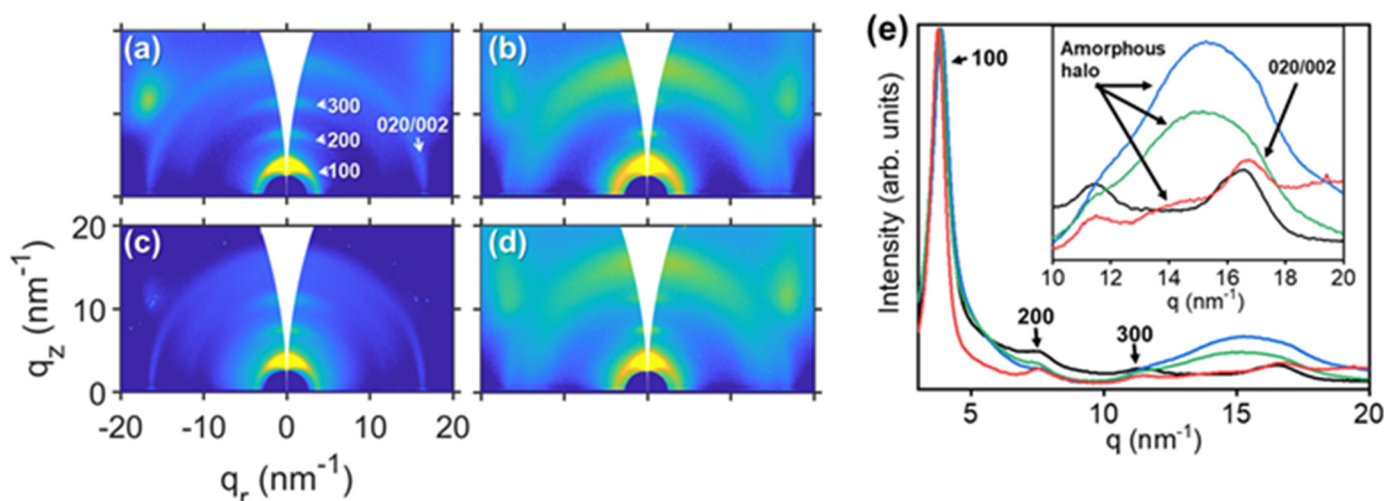 (a)
300
200
100
020/002
(b)
(c)
(d)
20
10
0
-20
-10
0
10
20
q_z (nm⁻¹)
q_r (nm⁻¹)
(e)
Intensity (arb. units)
100
200
300
5
10
15
20
q (nm⁻¹)
Amorphous
halo
020/002
10
12
14
16
18
20
q (nm⁻¹)